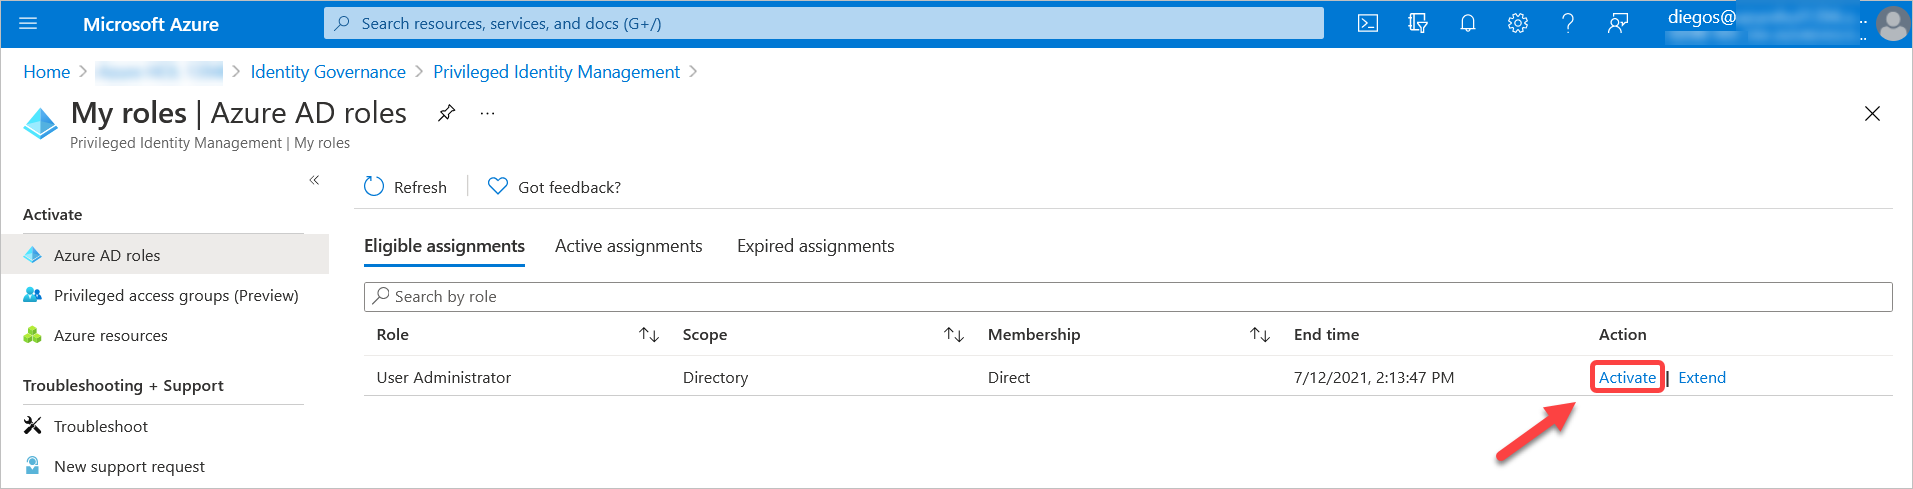 Microsoft Azure
Search resources, services, and docs (G+/)
diegos@
Home > Identity Governance > Privileged Identity Management >
My roles | Azure AD roles ...
Privileged Identity Management | My roles
«
Refresh | Got feedback?
Activate
Azure AD roles
Privileged access groups (Preview)
Azure resources
Troubleshooting + Support
Troubleshoot
New support request
Eligible assignments Active assignments Expired assignments
Search by role
Role ↑↓ Scope ↑↓ Membership ↑↓ End time Action
User Administrator Directory Direct 7/12/2021, 2:13:47 PM Activate | Extend